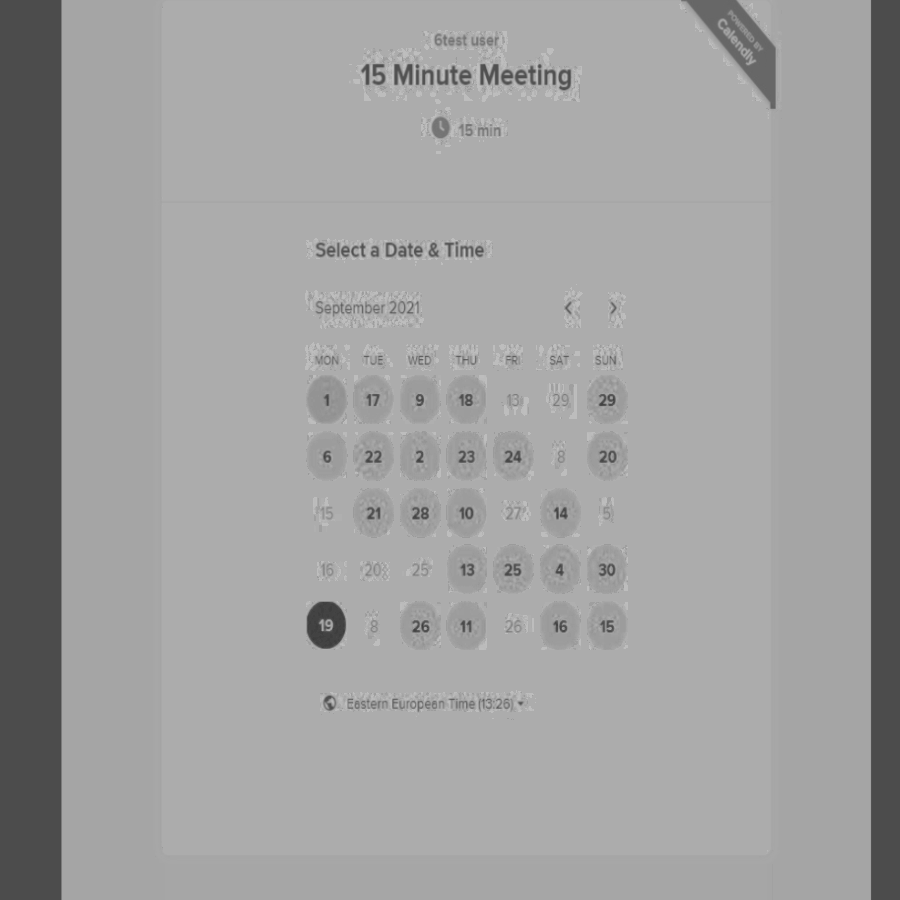 POWERED BY
Calendly
6test user
15 Minute Meeting
15 min
Select a Date & Time
September 2021
MON TUE WED THU FRI SAT SUN
1 17 9 18 13 29 29
6 22 2 23 24 8 20
15 21 28 10 27 14 5
16 20 25 13 25 4 30
19 8 26 11 26 16 15
Eastern European Time (13:26)